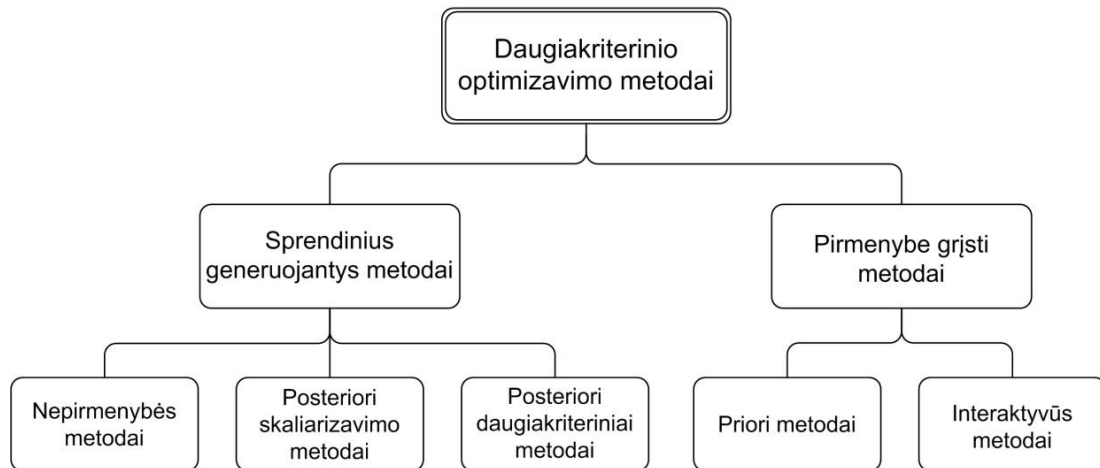 Daugiakriterinio
optimizavimo metodai
Sprendinius
generuojantys metodai
Pirmenybe grįsti
metodai
Nepirmenybės
metodai
Posteriori
skaliarizavimo
metodai
Posteriori
daugiakriteriniai
metodai
Priori metodai
Interaktyvūs
metodai